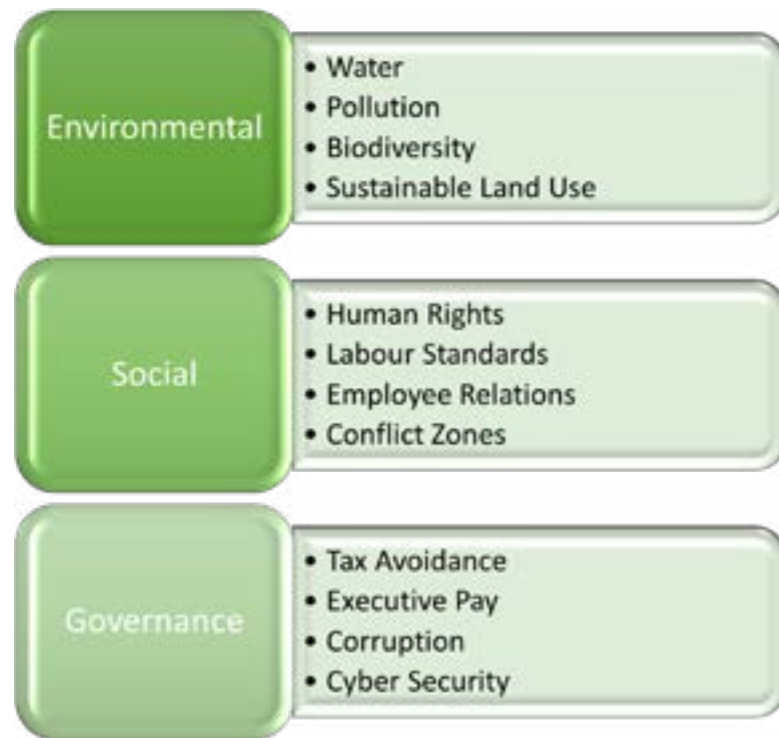 Environmental
• Water
• Pollution
• Biodiversity
• Sustainable Land Use
Social
• Human Rights
• Labour Standards
• Employee Relations
• Conflict Zones
Governance
• Tax Avoidance
• Executive Pay
• Corruption
• Cyber Security